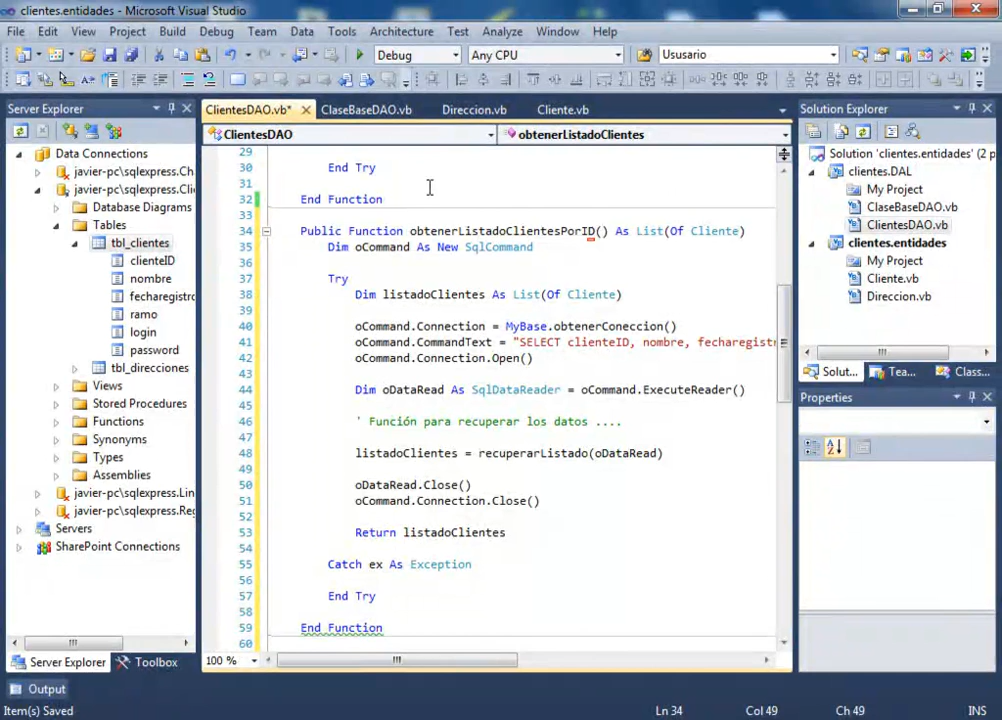 clientes.entidades - Microsoft Visual Studio
File Edit View Project Build Debug Team Data Tools Architecture Test Analyze Window Help
Debug Any CPU Usuario
Server Explorer
Data Connections
javier-pc\sqlexpress.Ch
javier-pc\sqlexpress.Cli
Database Diagrams
Tables
tbl_clientes
clienteID
nombre
fecharegistro
ramo
login
password
tbl_direcciones
Views
Stored Procedures
Functions
Synonyms
Types
Assemblies
javier-pc\sqlexpress.Lin
javier-pc\sqlexpress.Reg
Servers
SharePoint Connections
Server Explorer Toolbox
ClientesDAO.vb* ClaseBaseDAO.vb Direccion.vb Cliente.vb
ClientesDAO obtenerListadoClientes
29
30 End Try
31
32 End Function
33
34 Public Function obtenerListadoClientesPorID() As List(Of Cliente)
35 Dim oCommand As New SqlCommand
36
37 Try
38 Dim listadoClientes As List(Of Cliente)
39
40 oCommand.Connection = MyBase.obtenerConeccion()
41 oCommand.CommandText = "SELECT clienteID, nombre, fecharegistr
42 oCommand.Connection.Open()
43
44 Dim oDataRead As SqlDataReader = oCommand.ExecuteReader()
45
46 ' Función para recuperar los datos ....
47
48 listadoClientes = recuperarListado(oDataRead)
49
50 oDataRead.Close()
51 oCommand.Connection.Close()
52
53 Return listadoClientes
54
55 Catch ex As Exception
56
57 End Try
58
59 End Function
60
100 %
Solution Explorer
Solution 'clientes.entidades' (2 proje
clientes.DAL
My Project
ClaseBaseDAO.vb
ClientesDAO.vb
clientes.entidades
My Project
Cliente.vb
Direccion.vb
Solut... Tea... Class...
Properties
Output
Item(s) Saved Ln 34 Col 49 Ch 49 INS